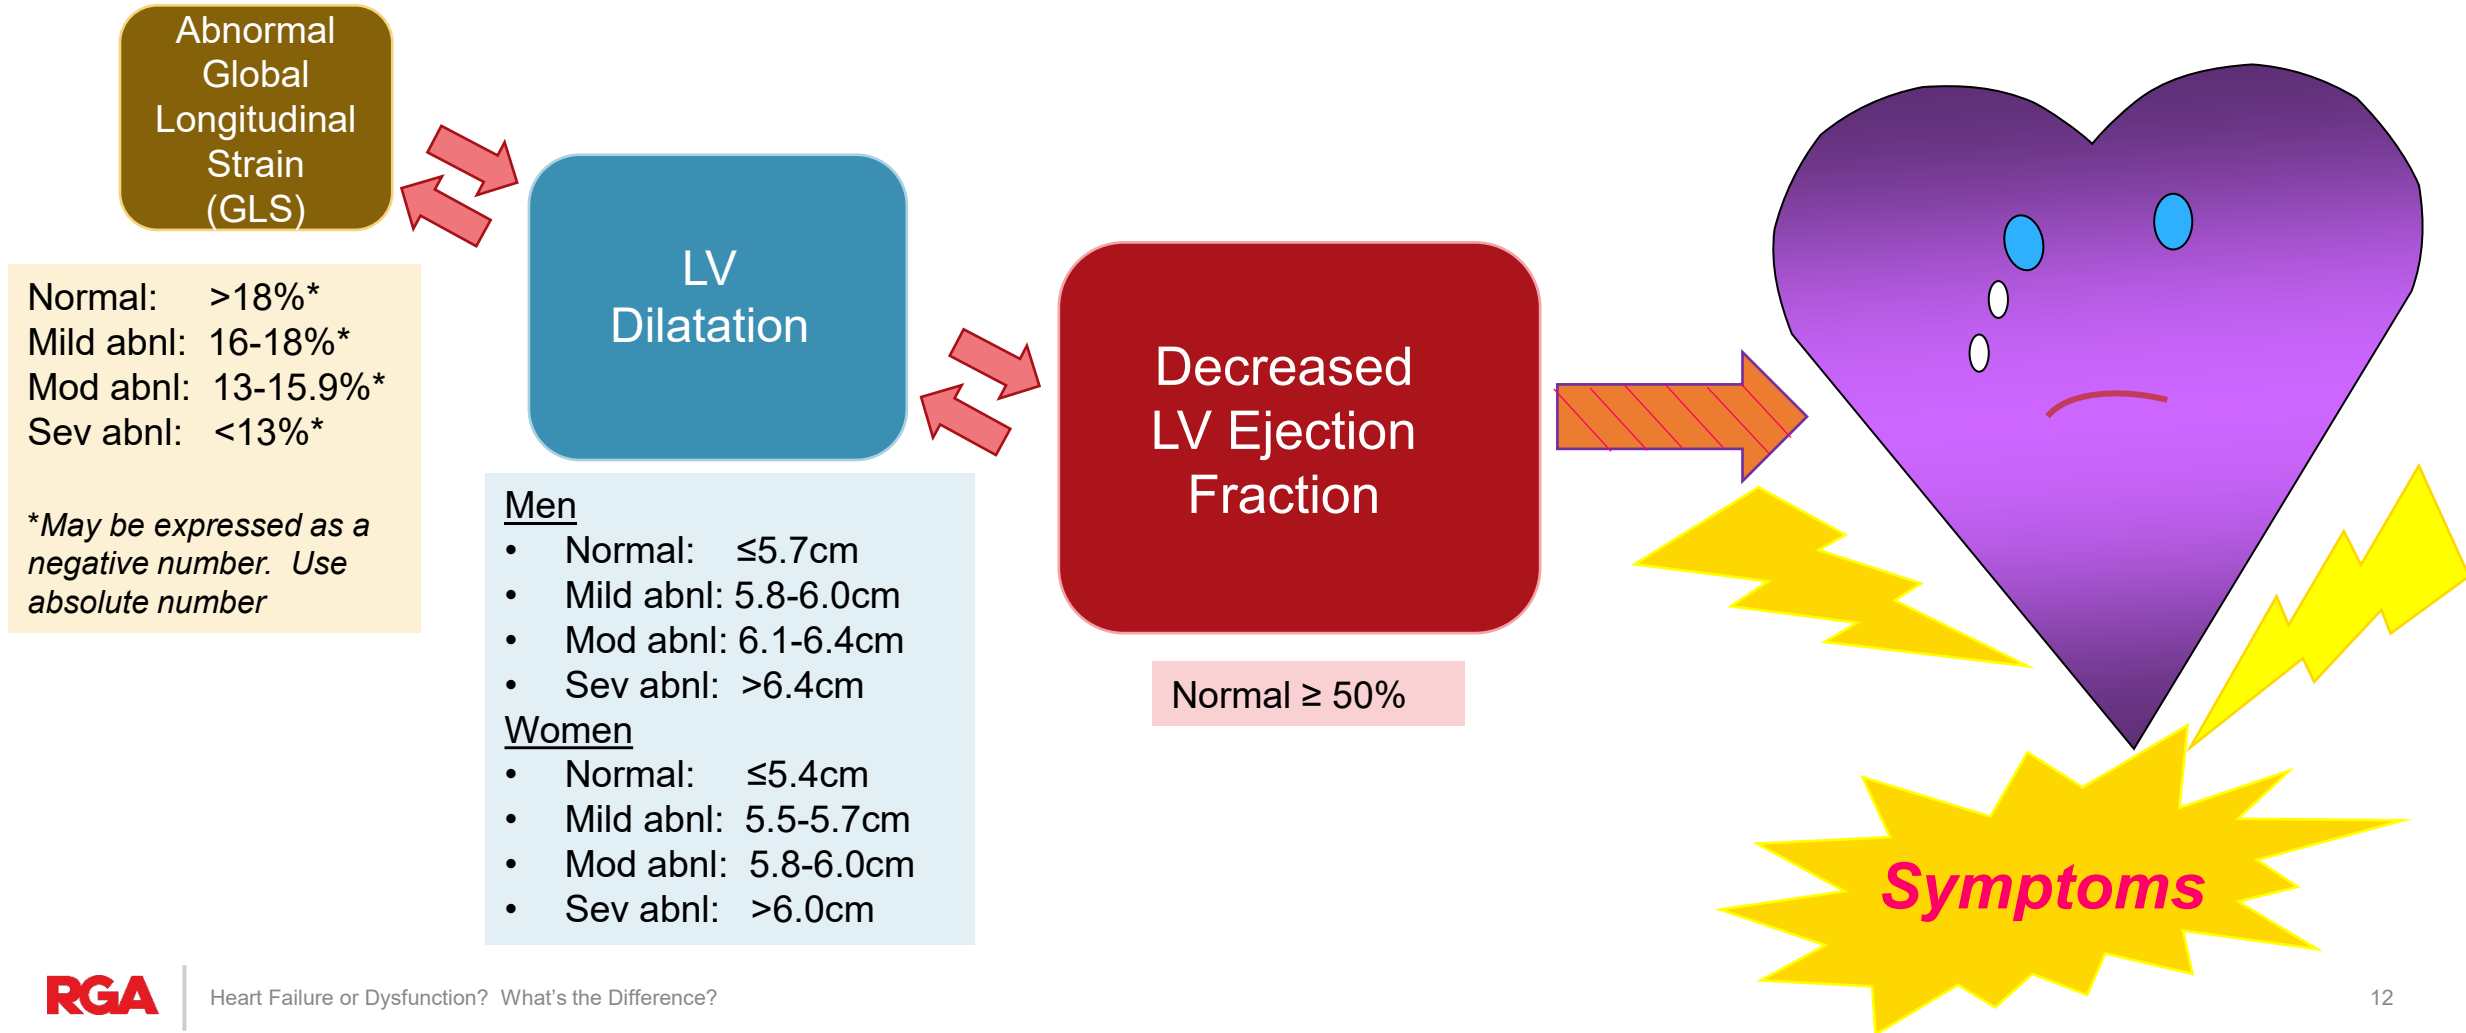 Abnormal
Global
Longitudinal
Strain
(GLS)
Normal: >18%*
Mild abnl: 16-18%*
Mod abnl: 13-15.9%*
Sev abnl: <13%*
*May be expressed as a
negative number. Use
absolute number
LV
Dilatation
Men
• Normal: ≤5.7cm
• Mild abnl: 5.8-6.0cm
• Mod abnl: 6.1-6.4cm
• Sev abnl: >6.4cm
Women
• Normal: ≤5.4cm
• Mild abnl: 5.5-5.7cm
• Mod abnl: 5.8-6.0cm
• Sev abnl: >6.0cm
Decreased
LV Ejection
Fraction
Normal ≥ 50%
Symptoms
RGA
Heart Failure or Dysfunction? What’s the Difference?
12